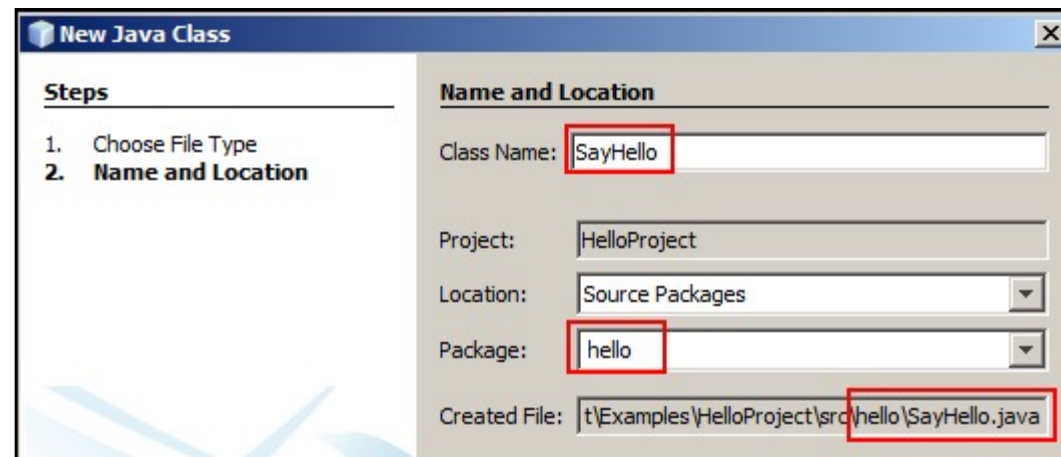 New Java Class
Steps
1. Choose File Type
2. Name and Location
Name and Location
Class Name: SayHello
Project: HelloProject
Location: Source Packages
Package: hello
Created File: t\Examples\HelloProject\src\hello\SayHello.java